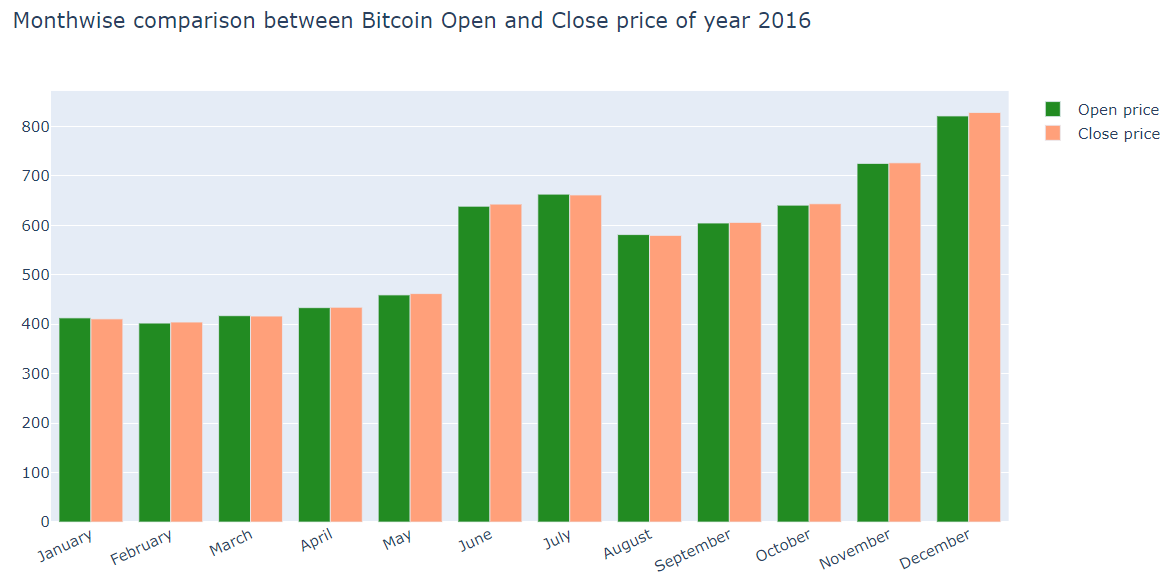 Monthwise comparison between Bitcoin Open and Close price of year 2016
Open price
Close price
800
700
600
500
400
300
200
100
0
January
February
March
April
May
June
July
August
September
October
November
December